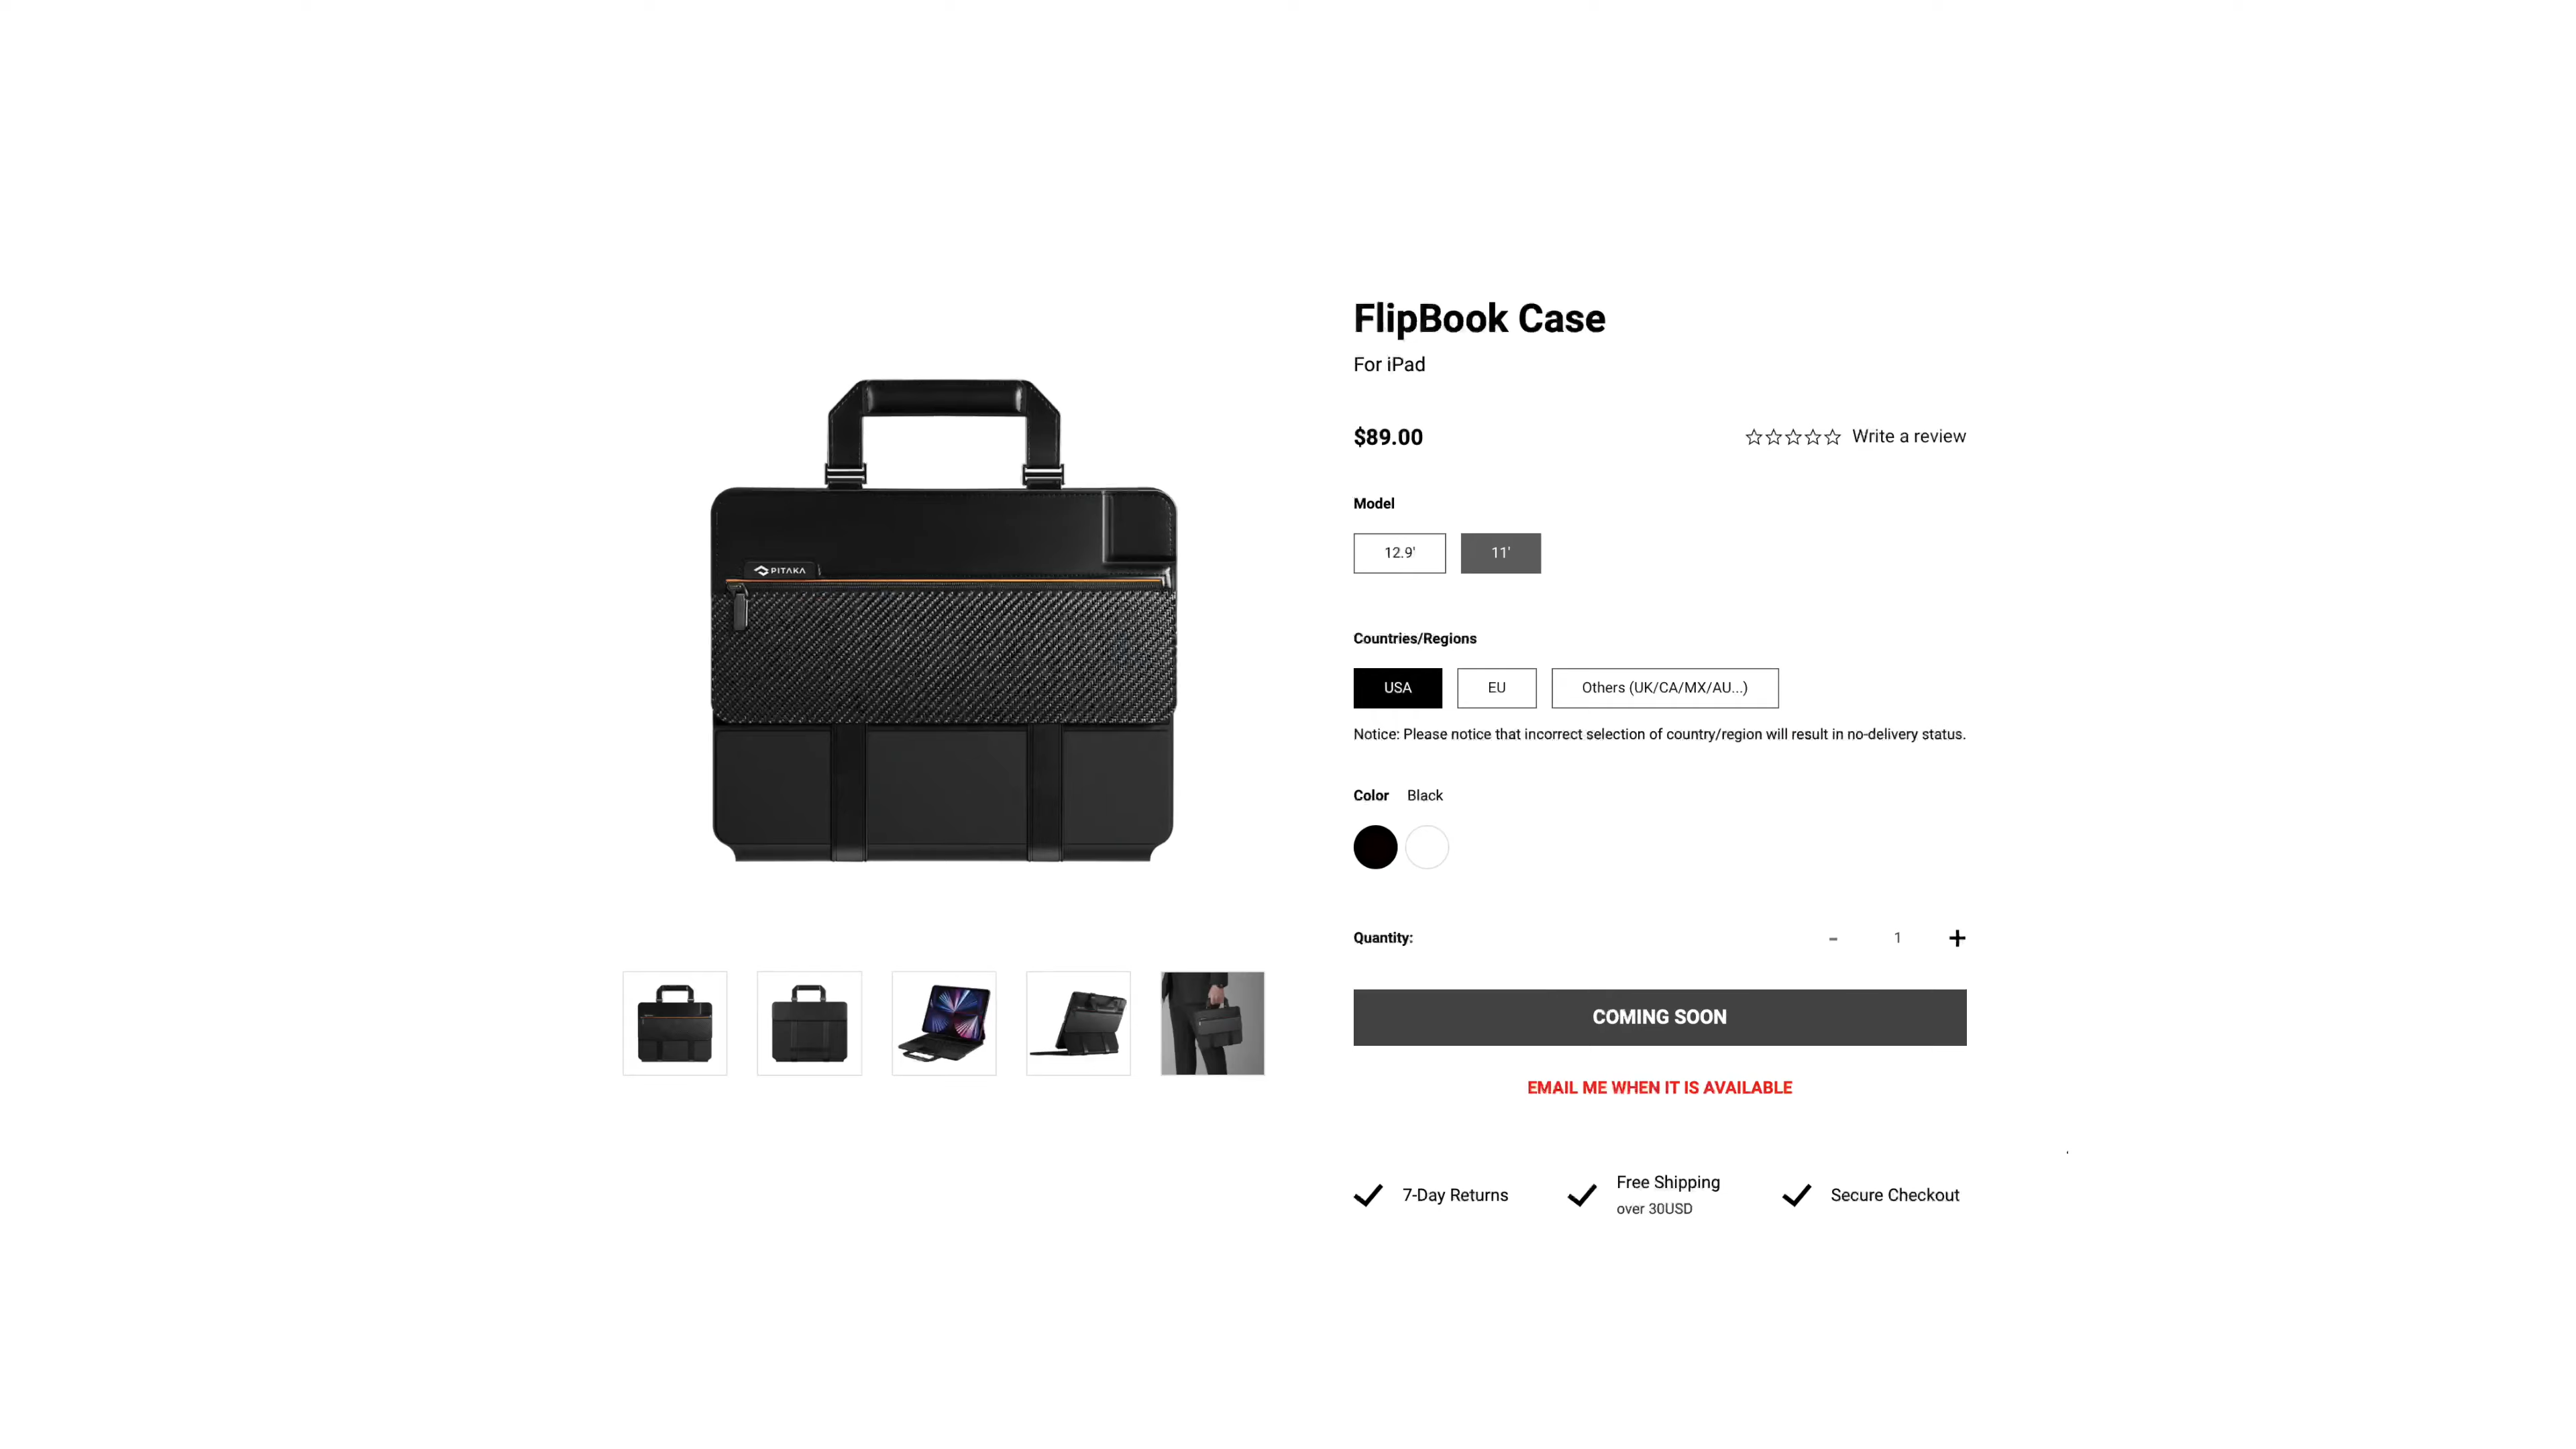 PITAKA
FlipBook Case
For iPad
$89.00
Write a review
Model
12.9'
11'
Countries/Regions
USA
EU
Others (UK/CA/MX/AU...)
Notice: Please notice that incorrect selection of country/region will result in no-delivery status.
Color Black
Quantity:
- 1 +
COMING SOON
EMAIL ME WHEN IT IS AVAILABLE
7-Day Returns
Free Shipping
over 30USD
Secure Checkout